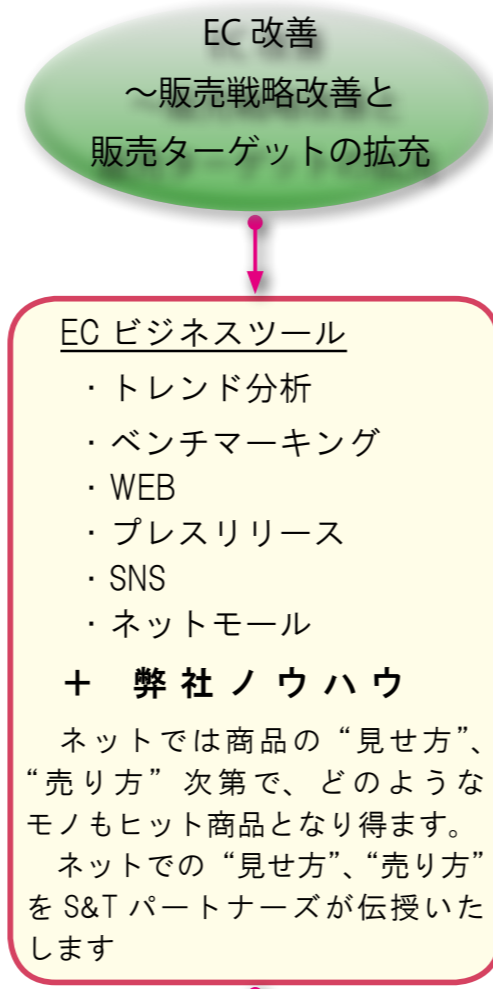 EC 改善
～販売戦略改善と
販売ターゲットの拡充
EC ビジネスツール
・トレンド分析
・ベンチマーキング
・WEB
・プレスリリース
・SNS
・ネットモール
＋ 弊社ノウハウ
ネットでは商品の“見せ方”、
“売り方”次第で、どのような
モノもヒット商品となり得ます。
ネットでの“見せ方”、“売り方”
を S&T パートナーズが伝授いた
します